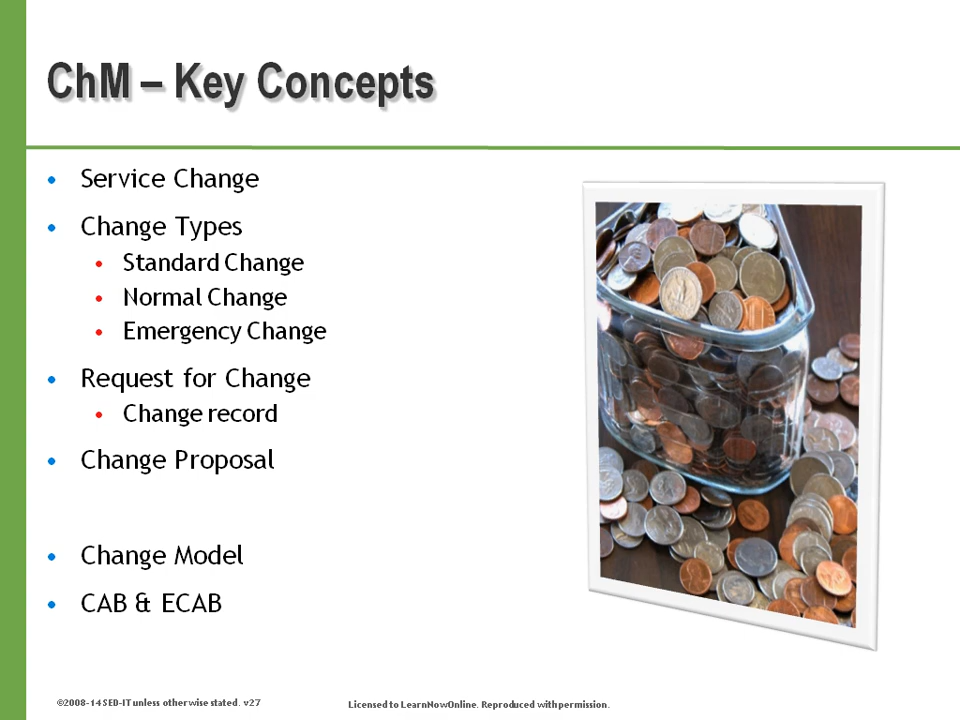 ChM – Key Concepts
• Service Change
• Change Types
• Standard Change
• Normal Change
• Emergency Change
• Request for Change
• Change record
• Change Proposal
• Change Model
• CAB & ECAB
©2008-14 SED-IT unless otherwise stated. v27
Licensed to LearnNowOnline. Reproduced with permission.